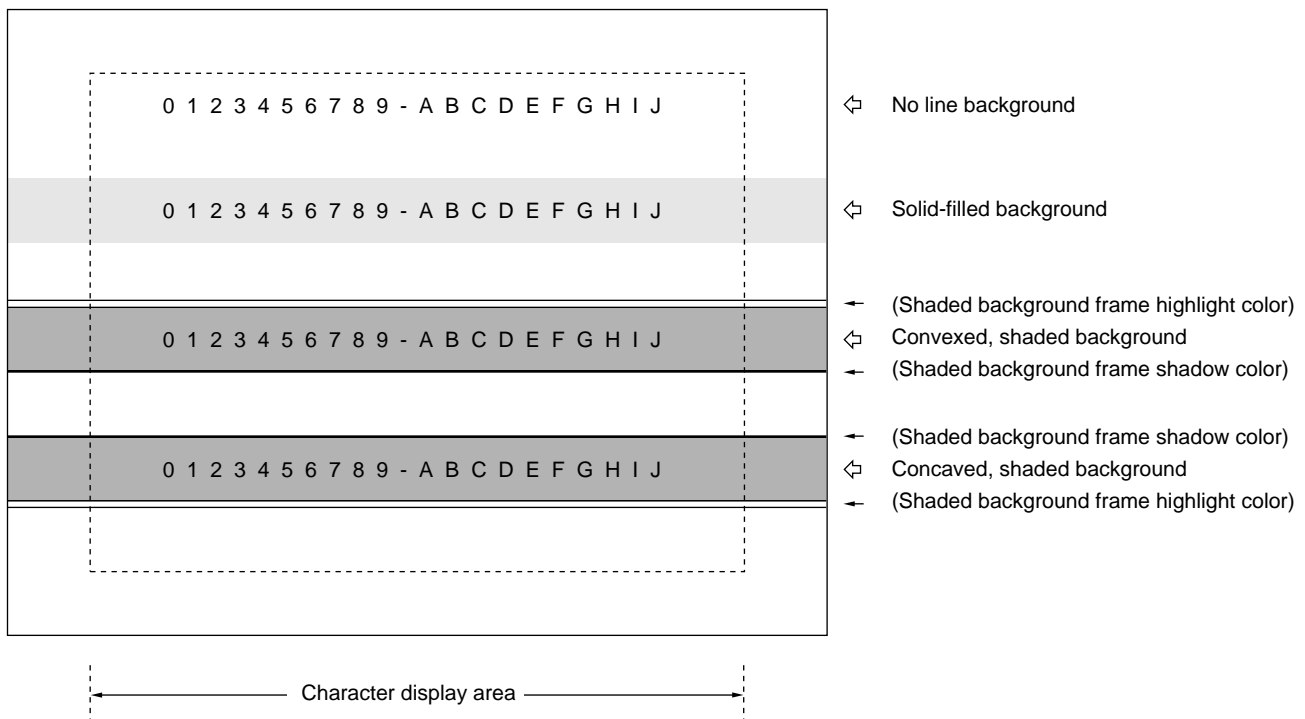 0 1 2 3 4 5 6 7 8 9 - A B C D E F G H I J
No line background
0 1 2 3 4 5 6 7 8 9 - A B C D E F G H I J
Solid-filled background
(Shaded background frame highlight color)
0 1 2 3 4 5 6 7 8 9 - A B C D E F G H I J
Convexed, shaded background
(Shaded background frame shadow color)
(Shaded background frame shadow color)
0 1 2 3 4 5 6 7 8 9 - A B C D E F G H I J
Concaved, shaded background
(Shaded background frame highlight color)
Character display area